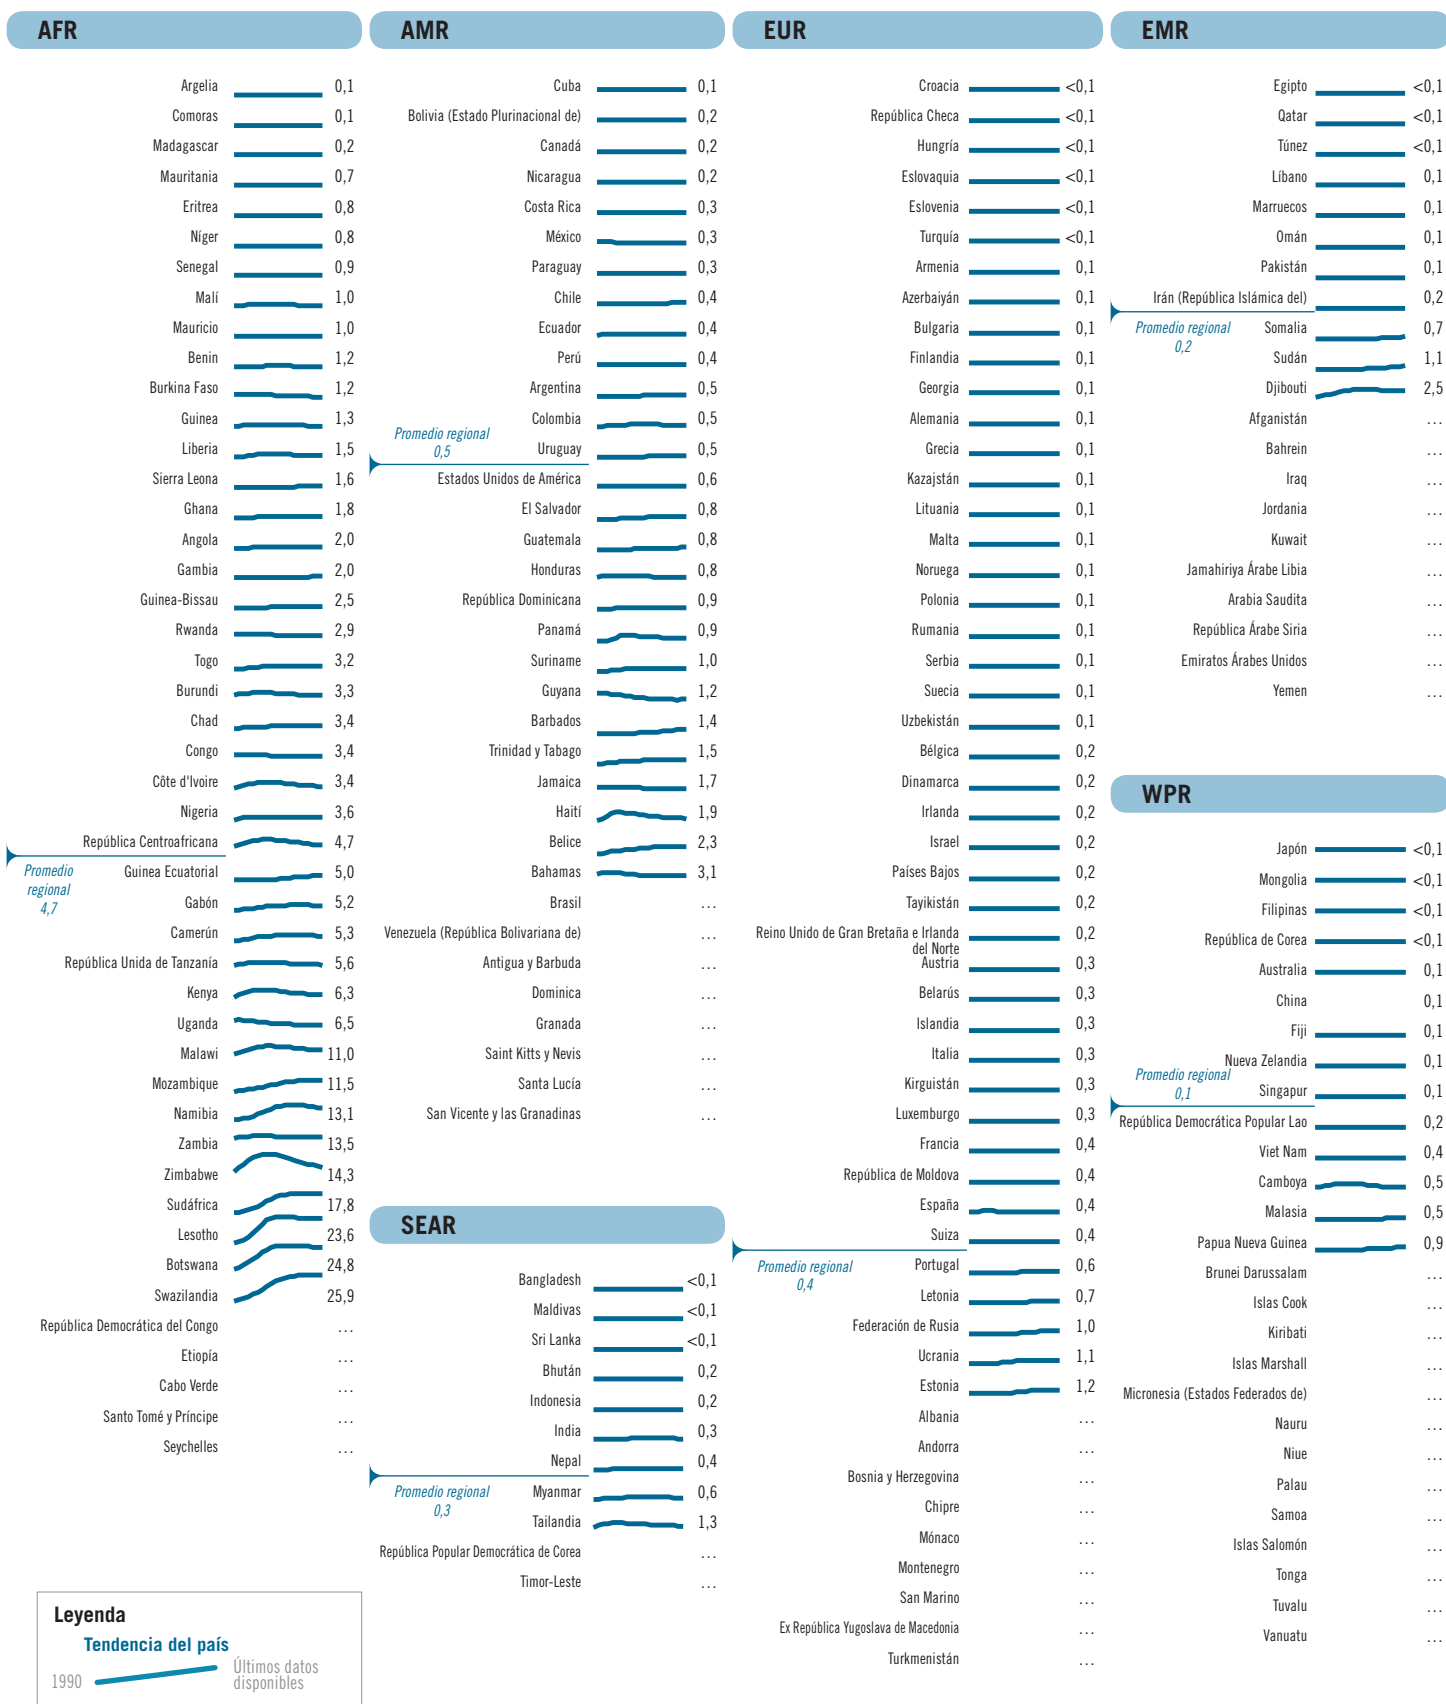 AFR
Argelia 0,1
Comoras 0,1
Madagascar 0,2
Mauritania 0,7
Eritrea 0,8
Níger 0,8
Senegal 0,9
Malí 1,0
Mauricio 1,0
Benin 1,2
Burkina Faso 1,2
Guinea 1,3
Liberia 1,5
Sierra Leona 1,6
Ghana 1,8
Angola 2,0
Gambia 2,0
Guinea-Bissau 2,5
Rwanda 2,9
Togo 3,2
Burundi 3,3
Chad 3,4
Congo 3,4
Côte d'Ivoire 3,4
Nigeria 3,6
República Centroafricana 4,7
Promedio
regional
4,7
Guinea Ecuatorial 5,0
Gabón 5,2
Camerún 5,3
República Unida de Tanzanía 5,6
Kenya 6,3
Uganda 6,5
Malawi 11,0
Mozambique 11,5
Namibia 13,1
Zambia 13,5
Zimbabwe 14,3
Sudáfrica 17,8
Lesotho 23,6
Botswana 24,8
Swazilandia 25,9
República Democrática del Congo ...
Etiopía ...
Cabo Verde ...
Santo Tomé y Príncipe ...
Seychelles ...
Leyenda
Tendencia del país
1990
Últimos datos
disponibles
AMR
Cuba 0,1
Bolivia (Estado Plurinacional de) 0,2
Canadá 0,2
Nicaragua 0,2
Costa Rica 0,3
México 0,3
Paraguay 0,3
Chile 0,4
Ecuador 0,4
Perú 0,4
Argentina 0,5
Colombia 0,5
Promedio regional
0,5
Uruguay 0,5
Estados Unidos de América 0,6
El Salvador 0,8
Guatemala 0,8
Honduras 0,8
República Dominicana 0,9
Panamá 0,9
Suriname 1,0
Guyana 1,2
Barbados 1,4
Trinidad y Tabago 1,5
Jamaica 1,7
Haití 1,9
Belice 2,3
Bahamas 3,1
Brasil ...
Venezuela (República Bolivariana de) ...
Antigua y Barbuda ...
Dominica ...
Granada ...
Saint Kitts y Nevis ...
Santa Lucía ...
San Vicente y las Granadinas ...
SEAR
Bangladesh <0,1
Maldivas <0,1
Sri Lanka <0,1
Bhután 0,2
Indonesia 0,2
India 0,3
Nepal 0,4
Promedio regional
0,3
Myanmar 0,6
Tailandia 1,3
República Popular Democrática de Corea ...
Timor-Leste ...
EUR
Croacia <0,1
República Checa <0,1
Hungría <0,1
Eslovaquia <0,1
Eslovenia <0,1
Turquía <0,1
Armenia 0,1
Azerbaiyán 0,1
Bulgaria 0,1
Finlandia 0,1
Georgia 0,1
Alemania 0,1
Grecia 0,1
Kazajstán 0,1
Lituania 0,1
Malta 0,1
Noruega 0,1
Polonia 0,1
Rumania 0,1
Serbia 0,1
Suecia 0,1
Uzbekistán 0,1
Bélgica 0,2
Dinamarca 0,2
Irlanda 0,2
Israel 0,2
Países Bajos 0,2
Tayikistán 0,2
Reino Unido de Gran Bretaña e Irlanda 0,2
del Norte
Austria 0,3
Belarús 0,3
Islandia 0,3
Italia 0,3
Kirguistán 0,3
Luxemburgo 0,3
Francia 0,4
República de Moldova 0,4
España 0,4
Suiza 0,4
Promedio regional
0,4
Portugal 0,6
Letonia 0,7
Federación de Rusia 1,0
Ucrania 1,1
Estonia 1,2
Albania ...
Andorra ...
Bosnia y Herzegovina ...
Chipre ...
Mónaco ...
Montenegro ...
San Marino ...
Ex República Yugoslava de Macedonia ...
Turkmenistán ...
EMR
Egipto <0,1
Qatar <0,1
Túnez <0,1
Líbano 0,1
Marruecos 0,1
Omán 0,1
Pakistán 0,1
Irán (República Islámica del) 0,2
Promedio regional
0,2
Somalia 0,7
Sudán 1,1
Djibouti 2,5
Afganistán ...
Bahrein ...
Iraq ...
Jordania ...
Kuwait ...
Jamahiriya Árabe Libia ...
Arabia Saudita ...
República Árabe Siria ...
Emiratos Árabes Unidos ...
Yemen ...
WPR
Japón <0,1
Mongolia <0,1
Filipinas <0,1
República de Corea <0,1
Australia 0,1
China 0,1
Fiji 0,1
Nueva Zelandia 0,1
Promedio regional
0,1
Singapur 0,1
República Democrática Popular Lao 0,2
Viet Nam 0,4
Camboya 0,5
Malasia 0,5
Papua Nueva Guinea 0,9
Brunei Darussalam ...
Islas Cook ...
Kiribati ...
Islas Marshall ...
Micronesia (Estados Federados de) ...
Nauru ...
Niue ...
Palau ...
Samoa ...
Islas Salomón ...
Tonga ...
Tuvalu ...
Vanuatu ...